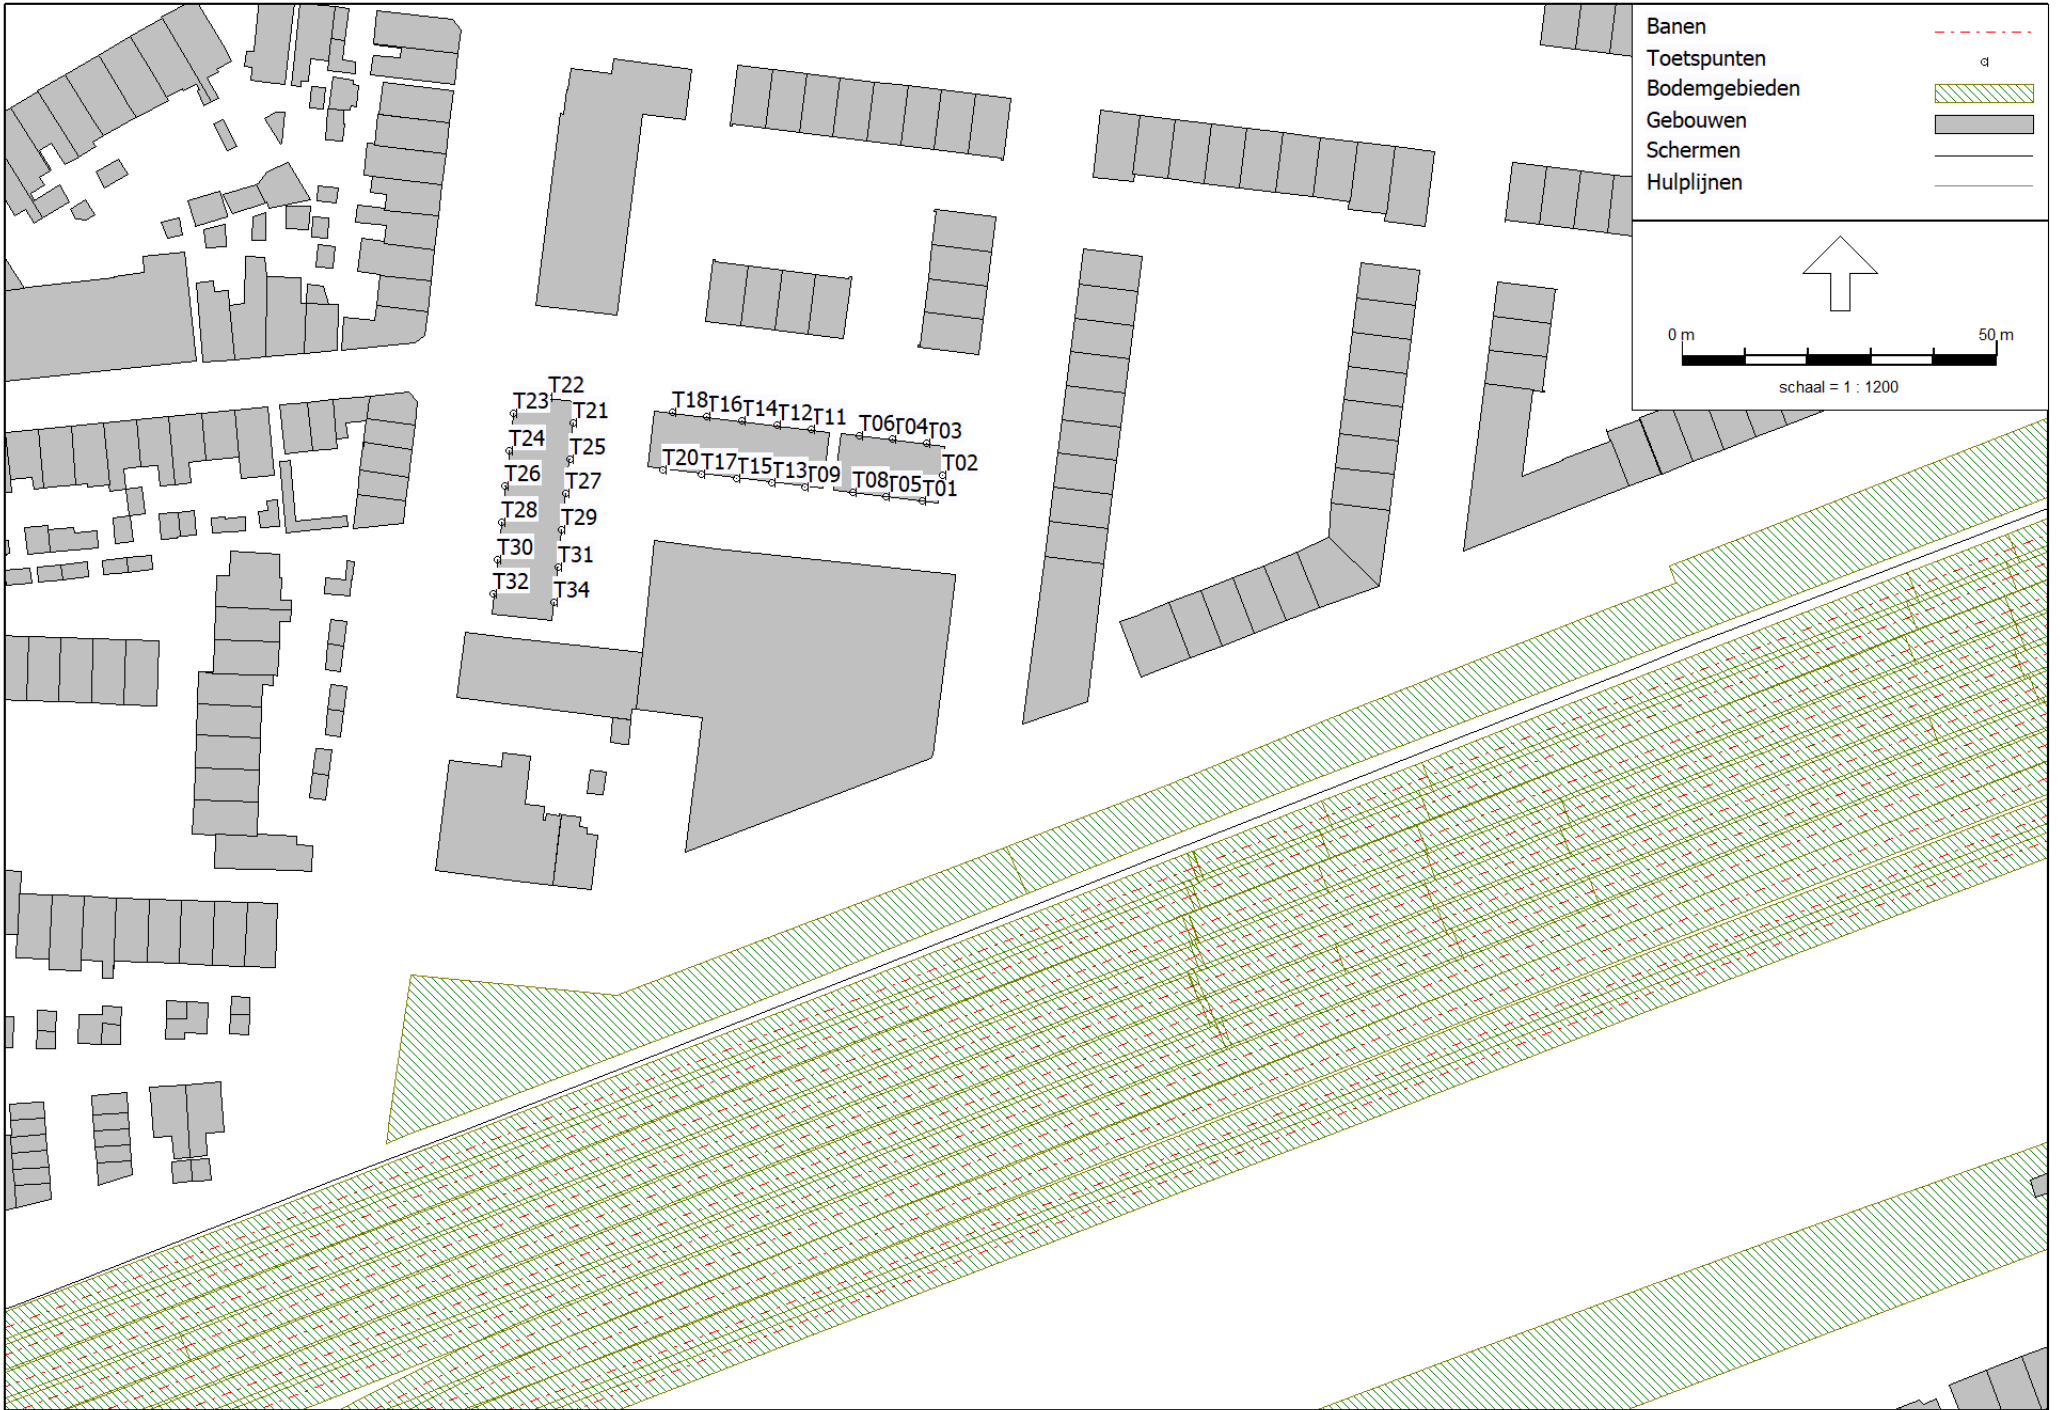 Banen
Toetspunten
Bodemgebieden
Gebouwen
Schermen
Hulplijnen
0 m 50 m
schaal = 1 : 1200
T22
T23
T21
T24
T25
T26
T27
T28
T29
T30
T31
T32
T34
T18 T16 T14 T12 T11 T06 T04 T03
T20 T17 T15 T13 T09 T08 T05 T01
T02